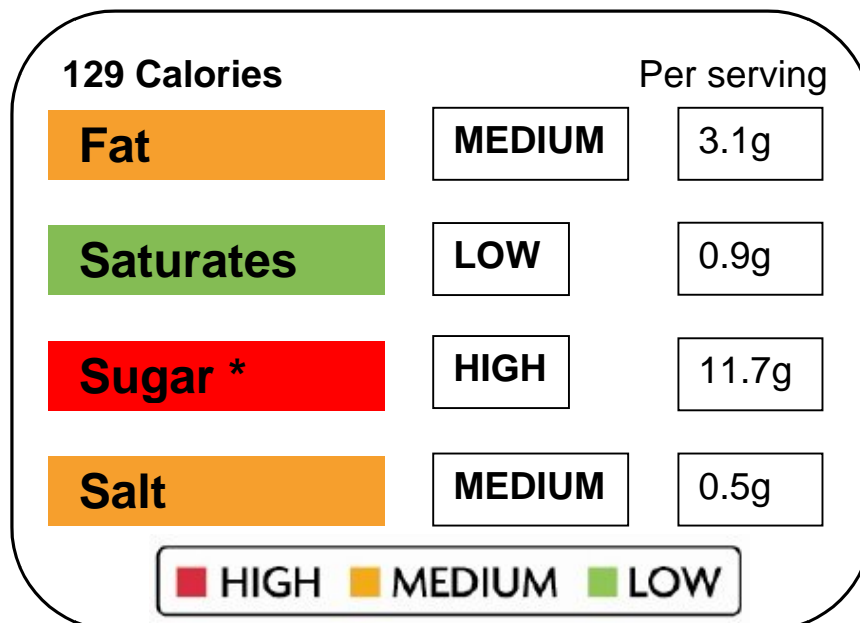 129 Calories Per serving
Fat MEDIUM 3.1g
Saturates LOW 0.9g
Sugar * HIGH 11.7g
Salt MEDIUM 0.5g
HIGH MEDIUM LOW